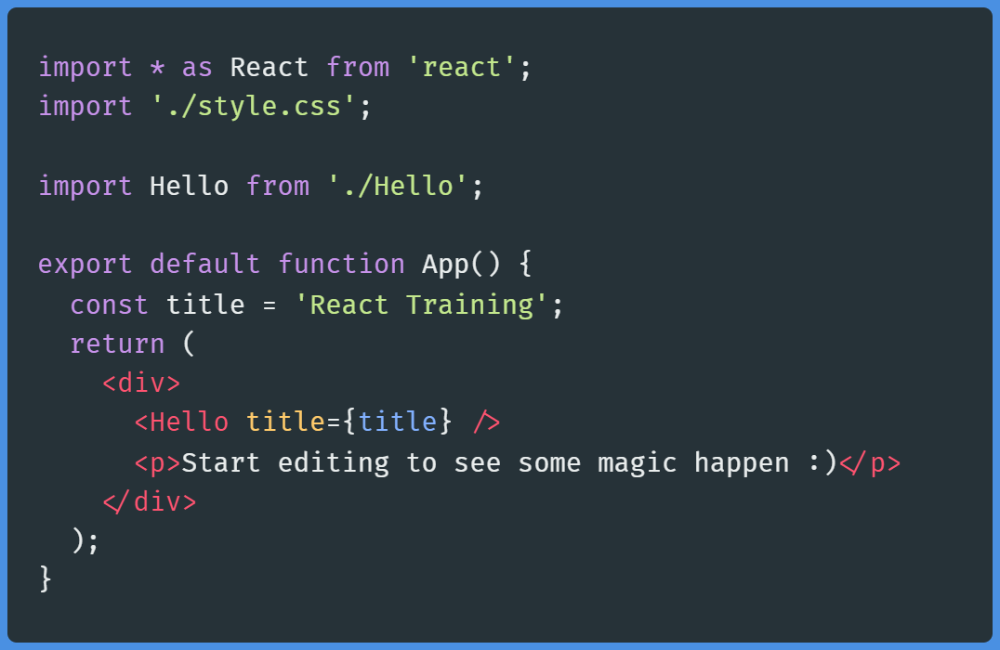 import * as React from 'react';
import './style.css';

import Hello from './Hello';

export default function App() {
  const title = 'React Training';
  return (
    <div>
      <Hello title={title} />
      <p>Start editing to see some magic happen :)</p>
    </div>
  );
}